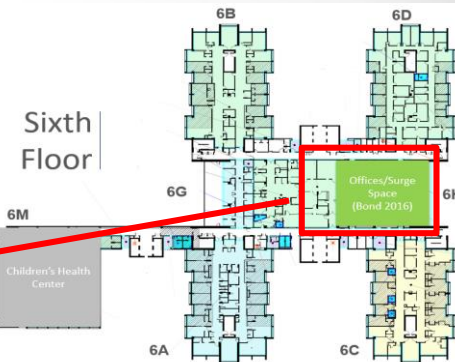 6B
6D
Sixth
Floor
6G
Offices/Surge
Space
(Bond 2016)
6M
Children's Health
Center
6A
6C